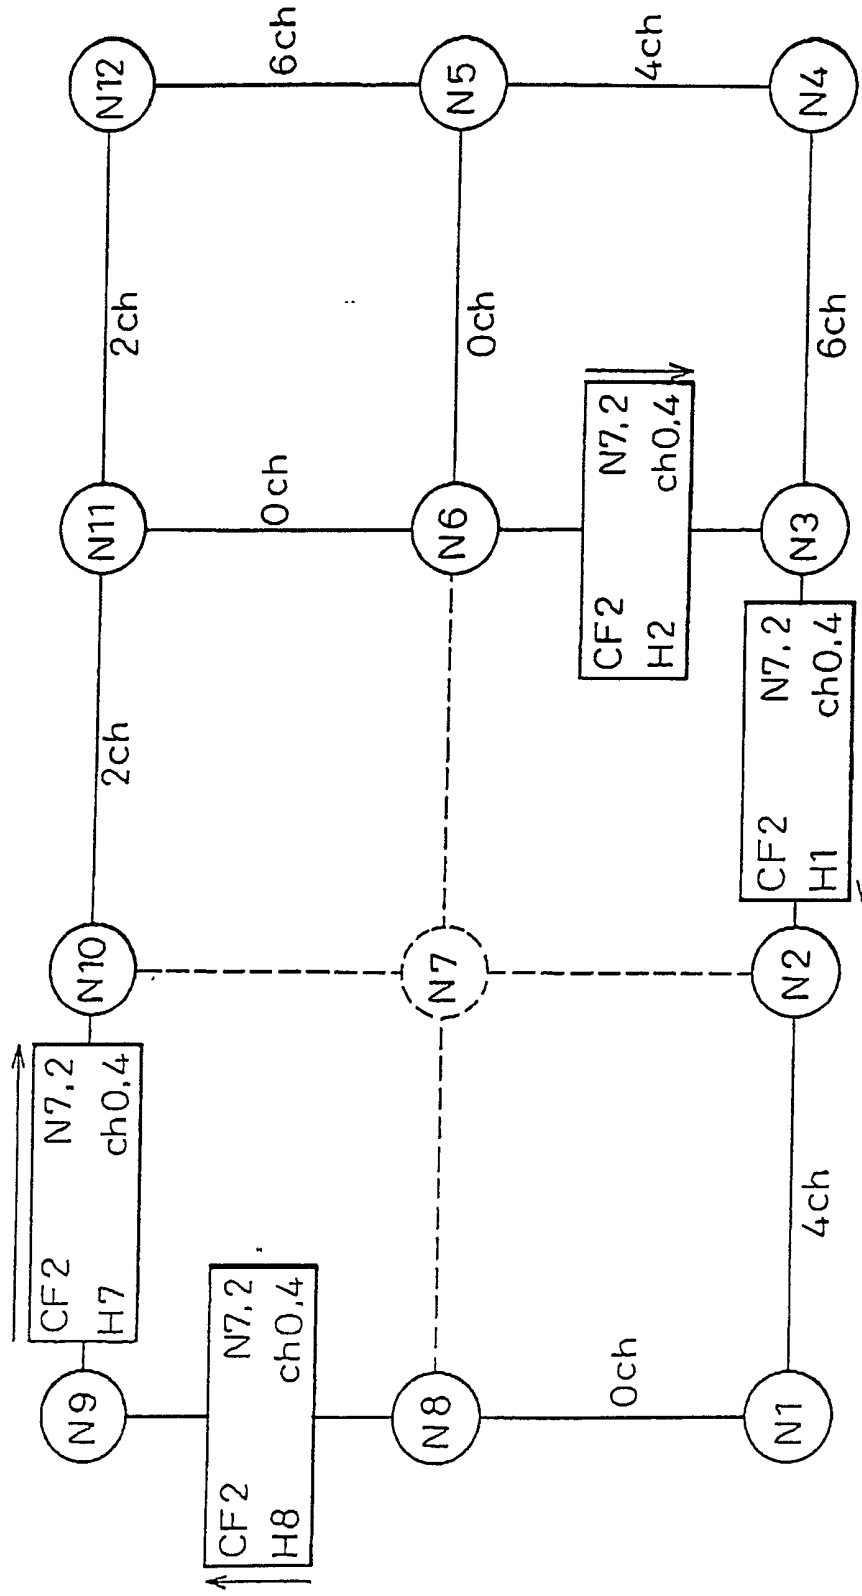 CF2 N7,2
H7 ch0,4
N9
N10
N11
N12
2ch
2ch
CF2 N7,2
H8 ch0,4
0ch
6ch
N8
N7
N6
N5
0ch
CF2 N7,2
H2 ch0,4
0ch
4ch
CF2 N7,2
H1 ch0,4
N1
N2
N3
N4
4ch
6ch